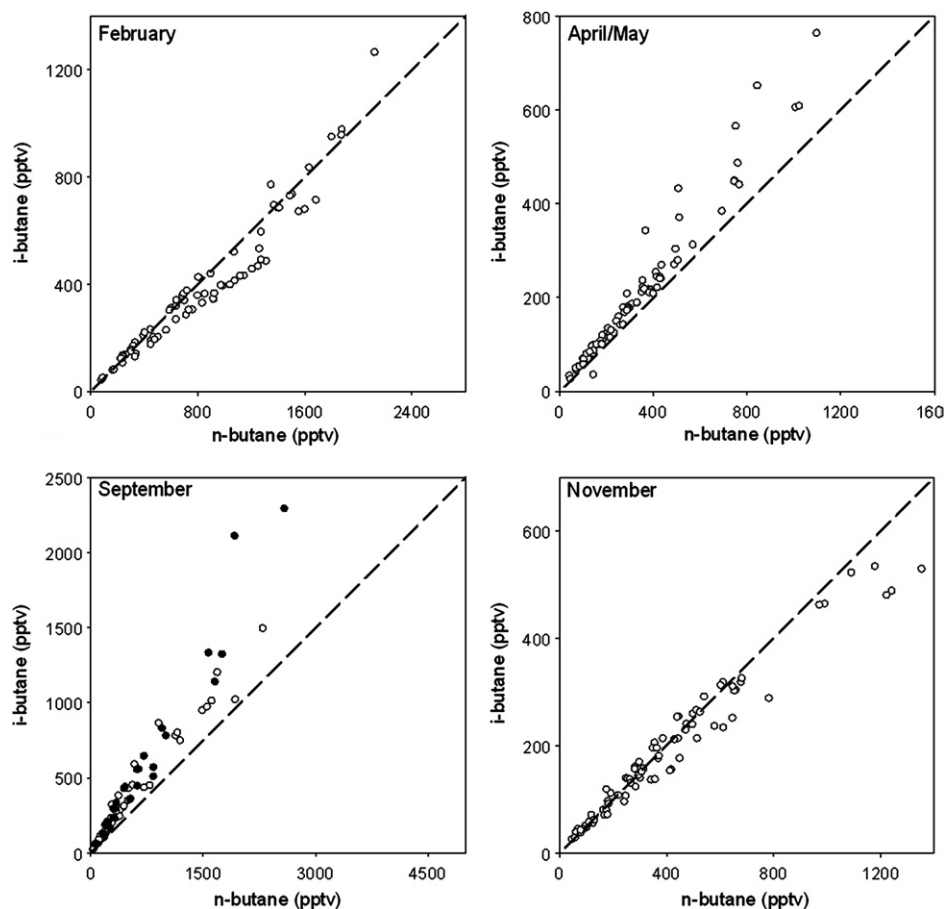 February
1200
800
400
0
i-butane (pptv)
0 800 1600 2400
n-butane (pptv)
April/May
800
600
400
200
0
i-butane (pptv)
0 400 800 1200 160
n-butane (pptv)
September
2500
2000
1500
1000
500
0
i-butane (pptv)
0 1500 3000 4500
n-butane (pptv)
November
600
400
200
0
i-butane (pptv)
0 400 800 1200
n-butane (pptv)